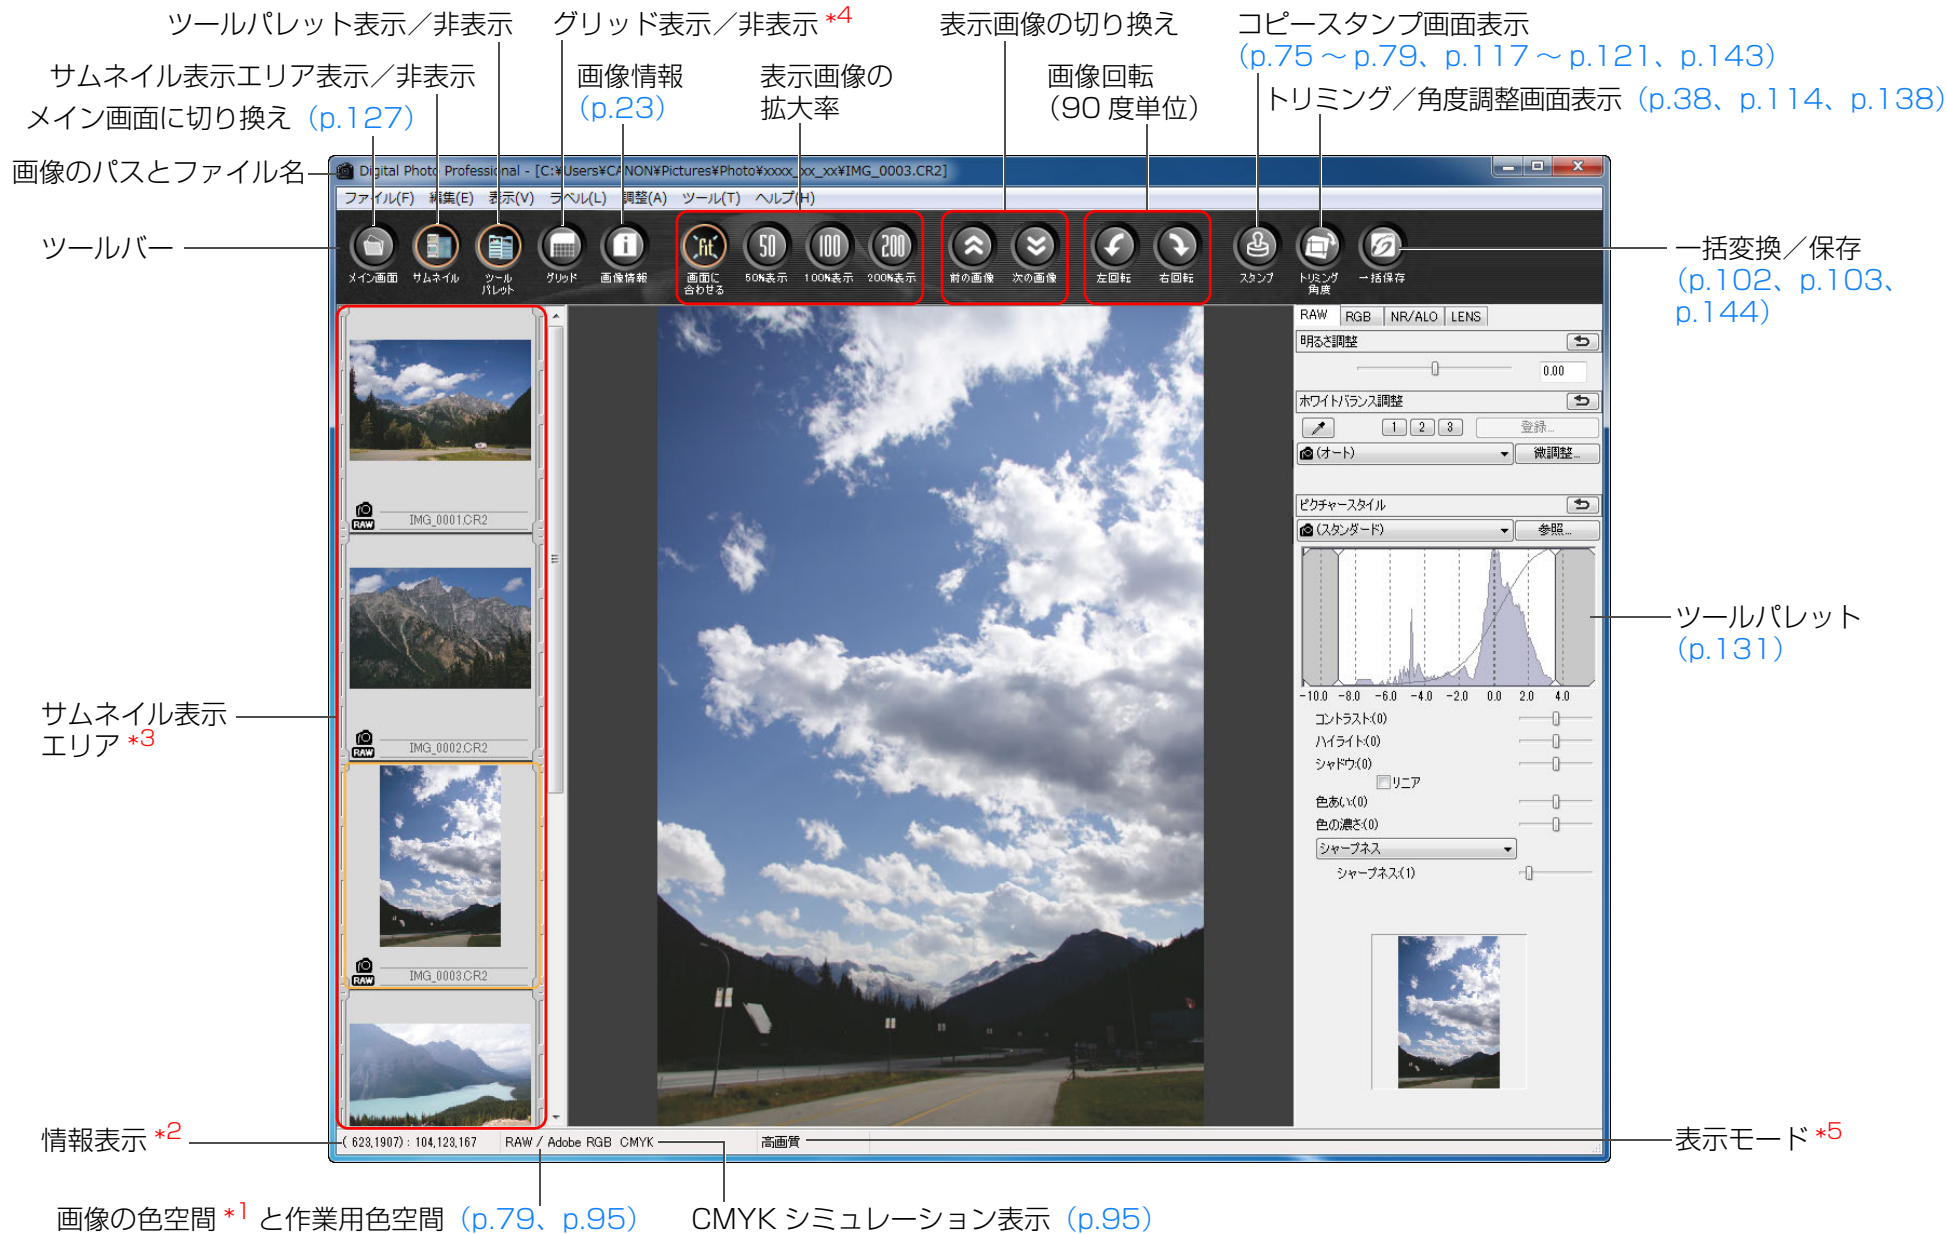 ツールパレット表示／非表示
グリッド表示／非表示 *4
表示画像の切り換え
コピースタンプ画面表示
（p.75 ～ p.79、p.117 ～ p.121、p.143）
サムネイル表示エリア表示／非表示
画像情報
（p.23）
表示画像の
拡大率
画像回転
（90 度単位）
トリミング／角度調整画面表示（p.38、p.114、p.138）
メイン画面に切り換え（p.127）
画像のパスとファイル名
Digital Photo Professional - [C:¥Users¥CANON¥Pictures¥Photo¥xxxx_xx_xx¥IMG_0003.CR2]
ファイル(F) 編集(E) 表示(V) ラベル(L) 調整(A) ツール(T) ヘルプ(H)
ツールバー
メイン画面
サムネイル
ツール
パレット
グリッド
画像情報
fit
画面に
合わせる
50
50%表示
100
100%表示
200
200%表示
前の画像
次の画像
左回転
右回転
スタンプ
トリミング
角度
一括保存
一括変換／保存
（p.102、p.103、
p.144）
RAW RGB NR/ALO LENS
明るさ調整
0.00
ホワイトバランス調整
1 2 3 登録...
(オート) 微調整...
ピクチャースタイル
(スタンダード) 参照...
-10.0 -8.0 -6.0 -4.0 -2.0 0.0 2.0 4.0
コントラスト:(0)
ハイライト:(0)
シャドウ:(0)
リニア
色あい:(0)
色の濃さ:(0)
シャープネス
シャープネス:(1)
ツールパレット
（p.131）
RAW IMG_0001.CR2
RAW IMG_0002.CR2
RAW IMG_0003.CR2
サムネイル表示
エリア *3
情報表示 *2
( 623,1907) : 104,123,167
RAW / Adobe RGB CMYK
高画質
表示モード *5
画像の色空間 *1 と作業用色空間（p.79、p.95）
CMYK シミュレーション表示（p.95）